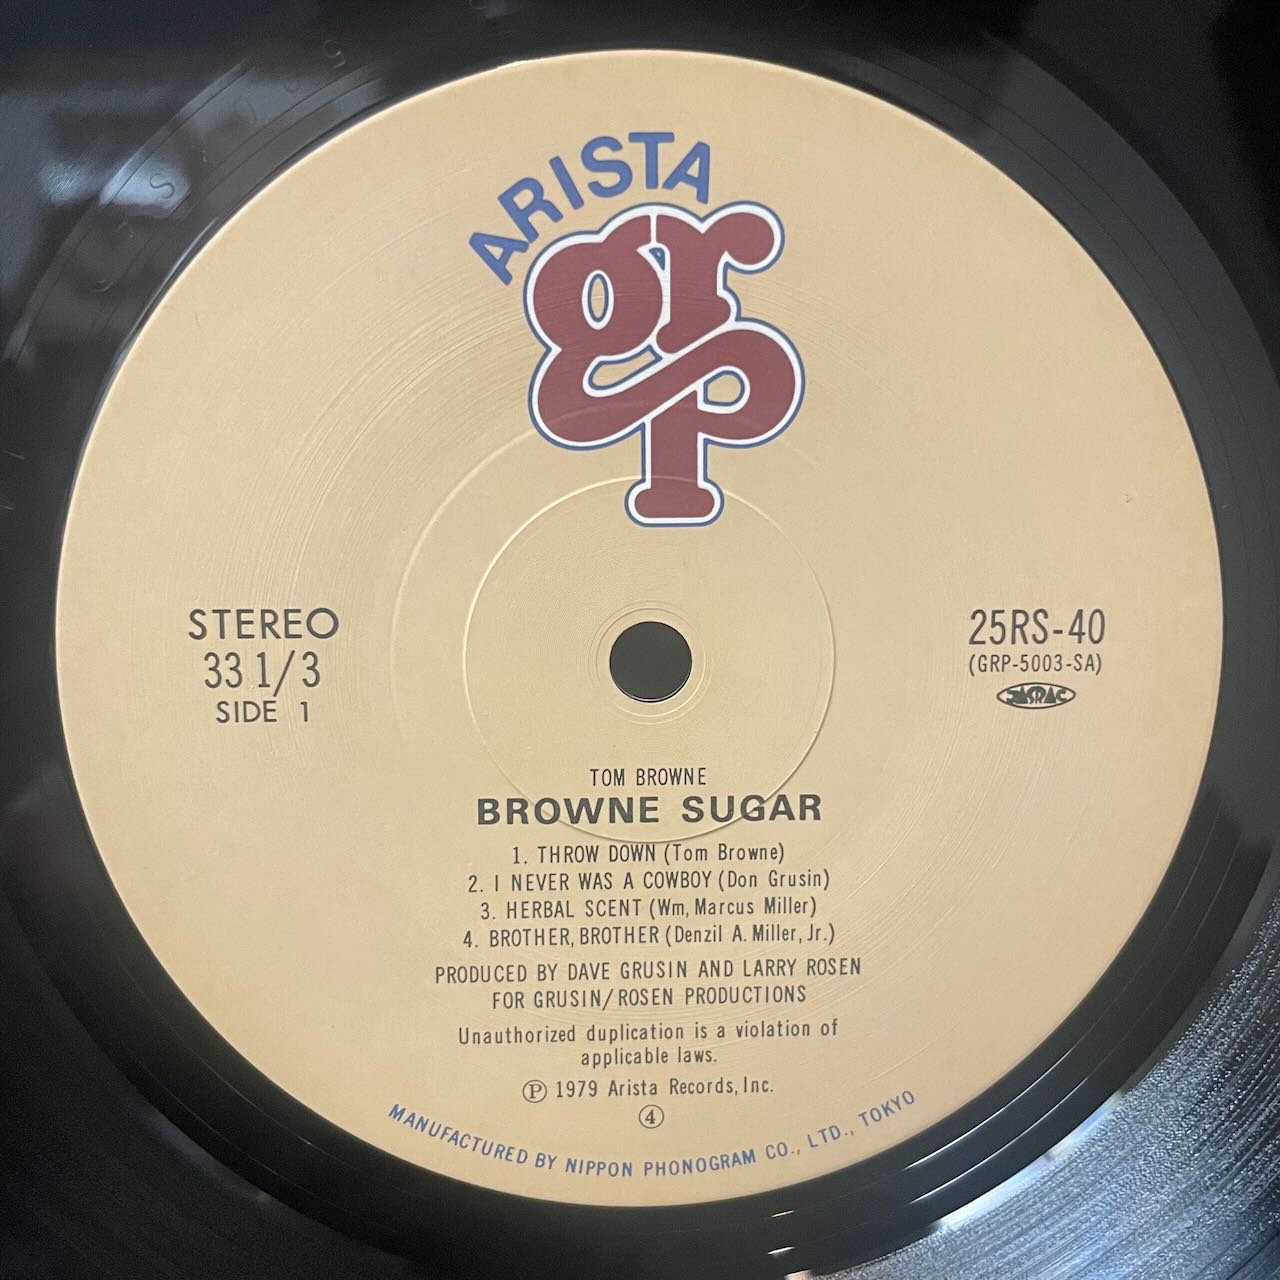 ARISTA
grp
STEREO
33 1/3
SIDE 1
25RS-40
(GRP-5003-SA)
JASRAC
TOM BROWNE
BROWNE SUGAR
1. THROW DOWN (Tom Browne)
2. I NEVER WAS A COWBOY (Don Grusin)
3. HERBAL SCENT (Wm, Marcus Miller)
4. BROTHER, BROTHER (Denzil A. Miller, Jr.)
PRODUCED BY DAVE GRUSIN AND LARRY ROSEN
FOR GRUSIN/ROSEN PRODUCTIONS
Unauthorized duplication is a violation of
applicable laws.
Ⓟ 1979 Arista Records, Inc.
④
MANUFACTURED BY NIPPON PHONOGRAM CO., LTD., TOKYO